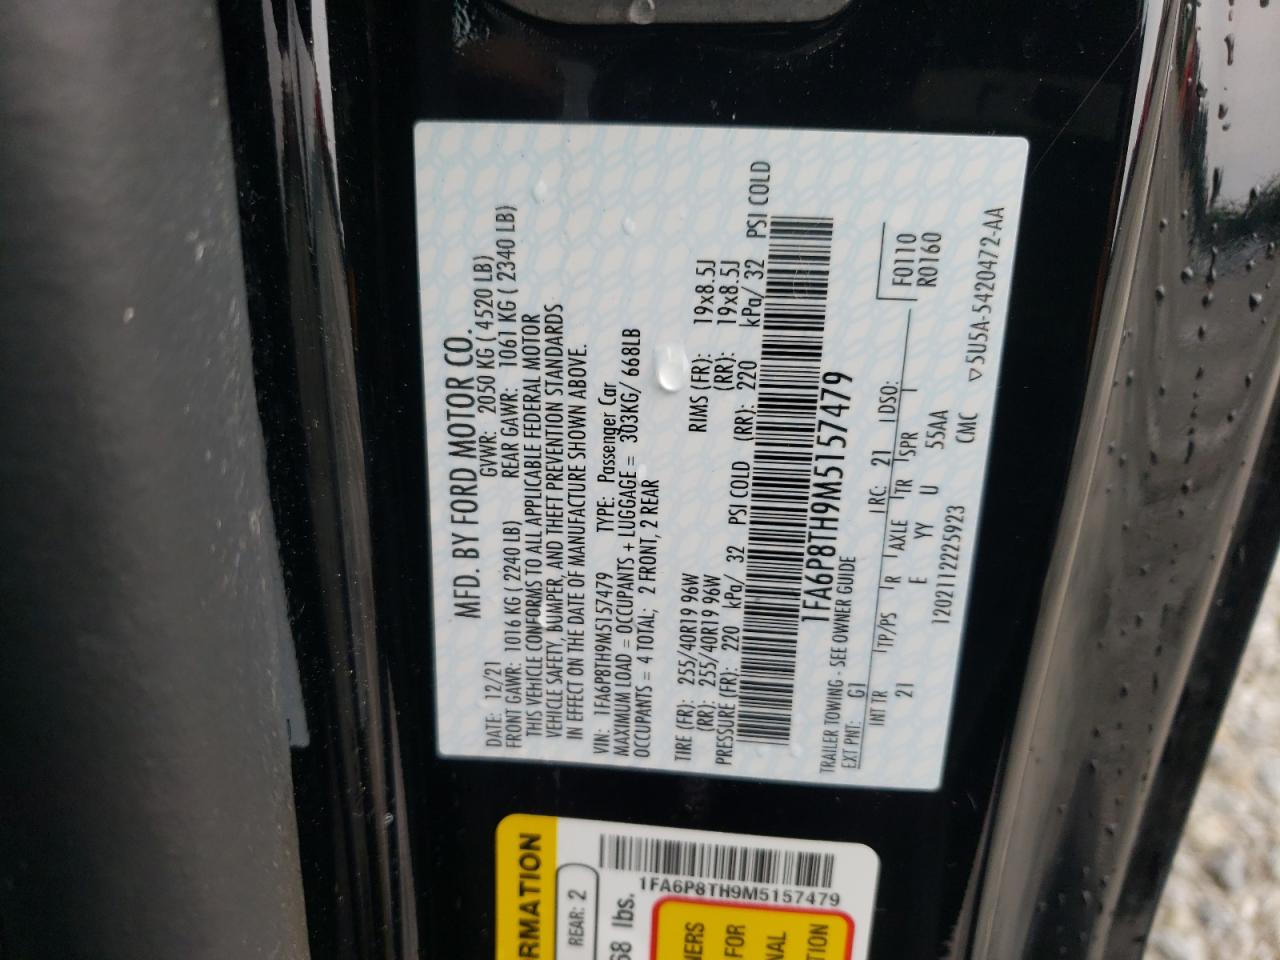 MFD. BY FORD MOTOR CO.
DATE: 12/21 GVWR: 2050 KG ( 4520 LB)
FRONT GAWR: 1016 KG ( 2240 LB) REAR GAWR: 1061 KG ( 2340 LB)
THIS VEHICLE CONFORMS TO ALL APPLICABLE FEDERAL MOTOR
VEHICLE SAFETY, BUMPER, AND THEFT PREVENTION STANDARDS
IN EFFECT ON THE DATE OF MANUFACTURE SHOWN ABOVE.
VIN: 1FA6P8TH9M5157479 TYPE: Passenger Car
MAXIMUM LOAD = OCCUPANTS + LUGGAGE = 303KG/ 668LB
OCCUPANTS = 4 TOTAL; 2 FRONT, 2 REAR
TIRE (FR): 255/40R19 96W RIMS (FR): 19x8.5J
(RR): 255/40R19 96W (RR): 19x8.5J
PRESSURE (FR): 220 kPa/ 32 PSI COLD (RR): 220 kPa/ 32 PSI COLD
1FA6P8TH9M5157479
TRAILER TOWING - SEE OWNER GUIDE
EXT PNT: G1 RC: 21 DSO: F0110
INT TR TP/PS R AXLE TR SPR R0160
21 E YY U 55AA
1202112225923 CMC ▽5U5A-5420472-AA
RMATION
REAR: 2
68 lbs.
1FA6P8TH9M5157479
NERS
FOR
NAL
TION